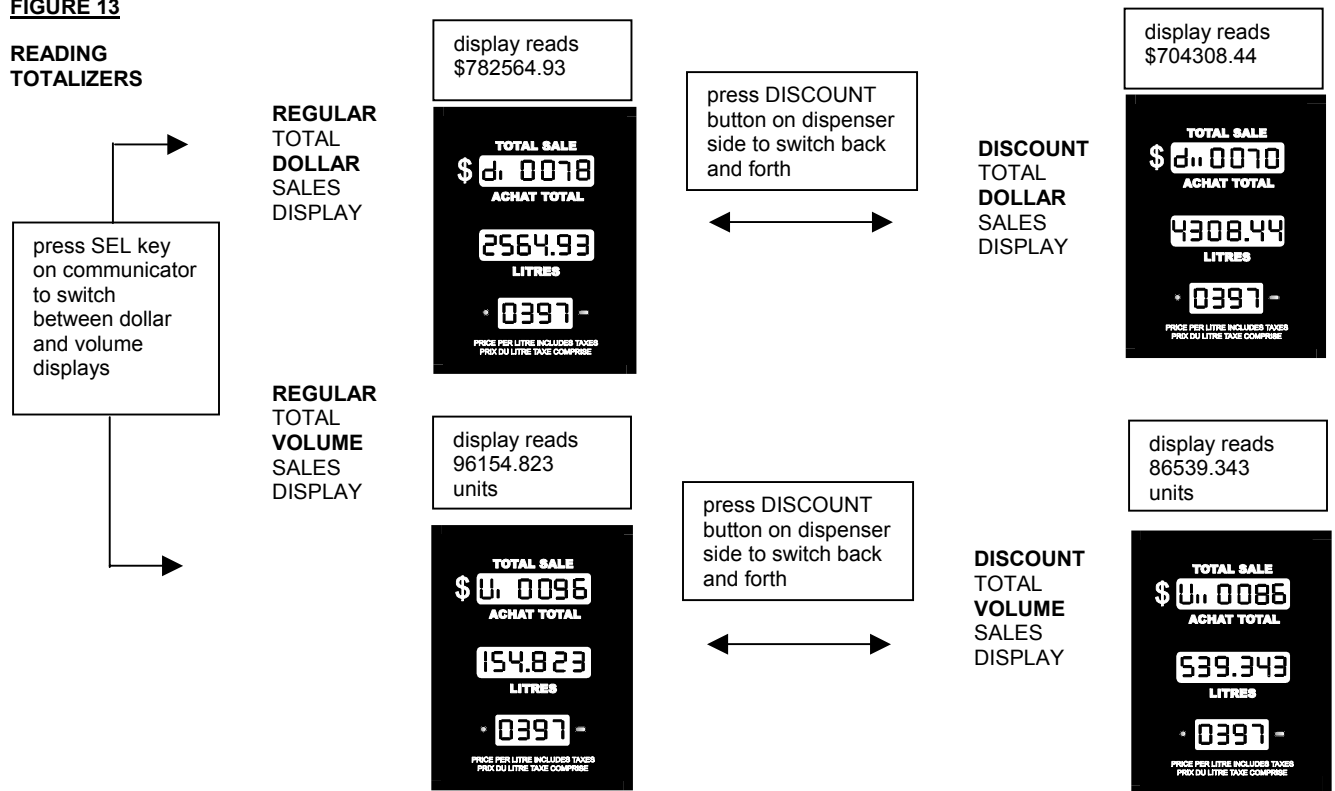 FIGURE 13
READING
TOTALIZERS
press SEL key
on communicator
to switch
between dollar
and volume
displays
REGULAR
TOTAL
DOLLAR
SALES
DISPLAY
display reads
$782564.93
TOTAL SALE
$ di 0078
ACHAT TOTAL
2564.93
LITRES
0397
PRICE PER LITRE INCLUDES TAXES
PRIX DU LITRE TAXE COMPRISE
press DISCOUNT
button on dispenser
side to switch back
and forth
DISCOUNT
TOTAL
DOLLAR
SALES
DISPLAY
display reads
$704308.44
TOTAL SALE
$ dii 0070
ACHAT TOTAL
4308.44
LITRES
0397
PRICE PER LITRE INCLUDES TAXES
PRIX DU LITRE TAXE COMPRISE
REGULAR
TOTAL
VOLUME
SALES
DISPLAY
display reads
96154.823
units
TOTAL SALE
$ Ui 0096
ACHAT TOTAL
154.823
LITRES
0397
PRICE PER LITRE INCLUDES TAXES
PRIX DU LITRE TAXE COMPRISE
press DISCOUNT
button on dispenser
side to switch back
and forth
DISCOUNT
TOTAL
VOLUME
SALES
DISPLAY
display reads
86539.343
units
TOTAL SALE
$ Uii 0086
ACHAT TOTAL
539.343
LITRES
0397
PRICE PER LITRE INCLUDES TAXES
PRIX DU LITRE TAXE COMPRISE